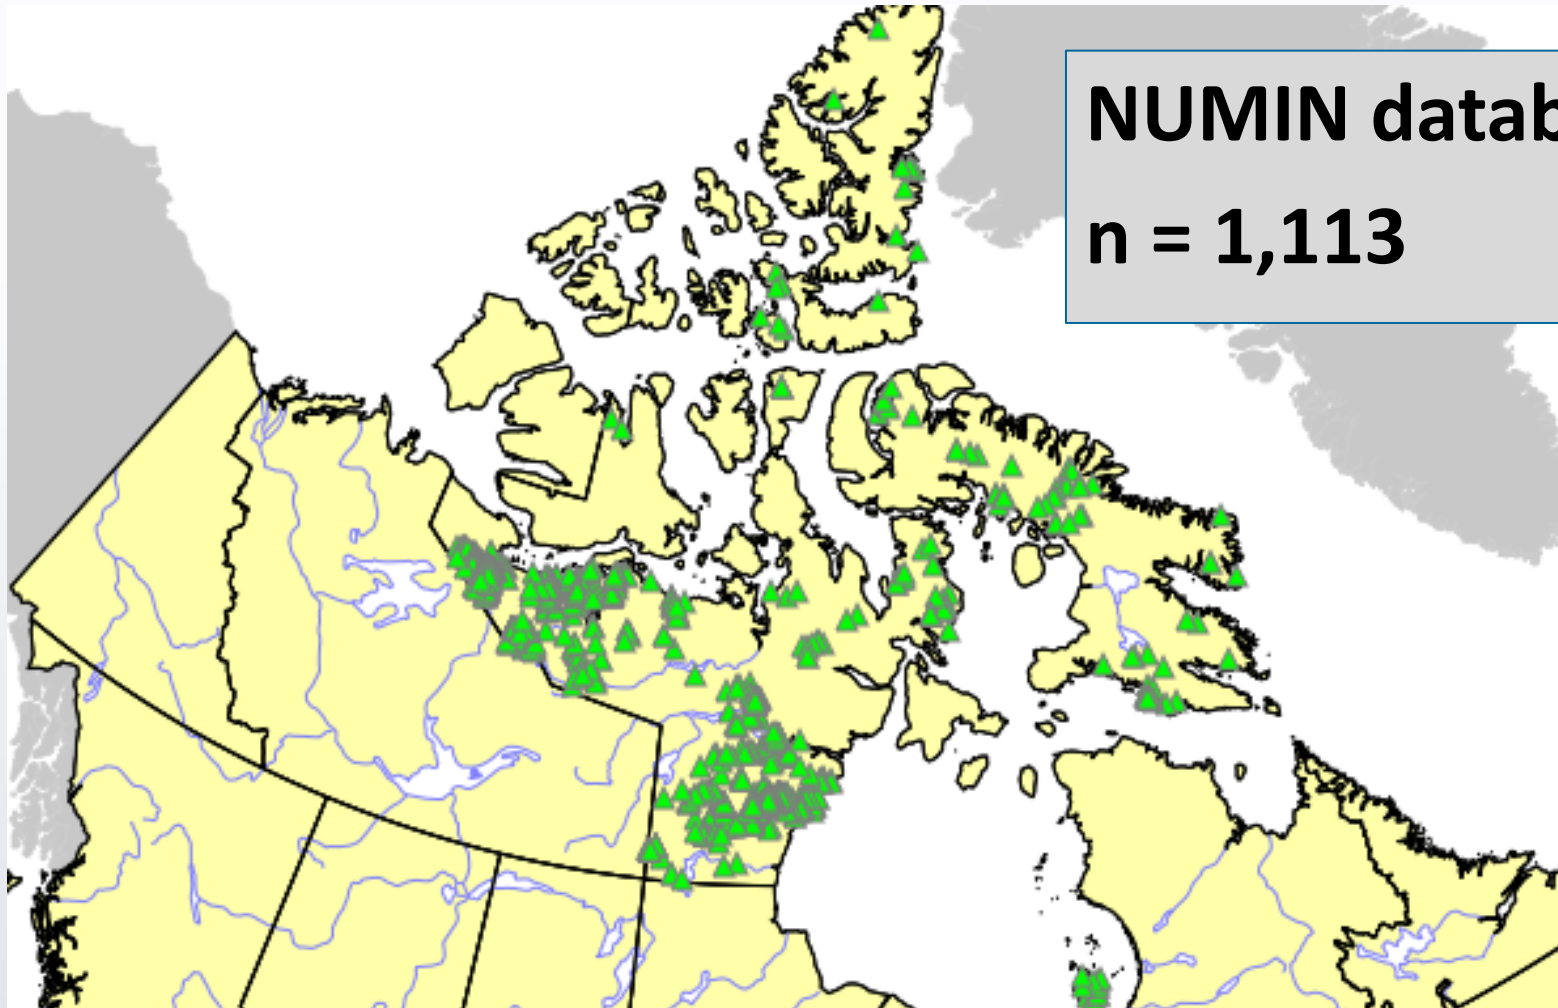 NUMIN datab
n = 1,113